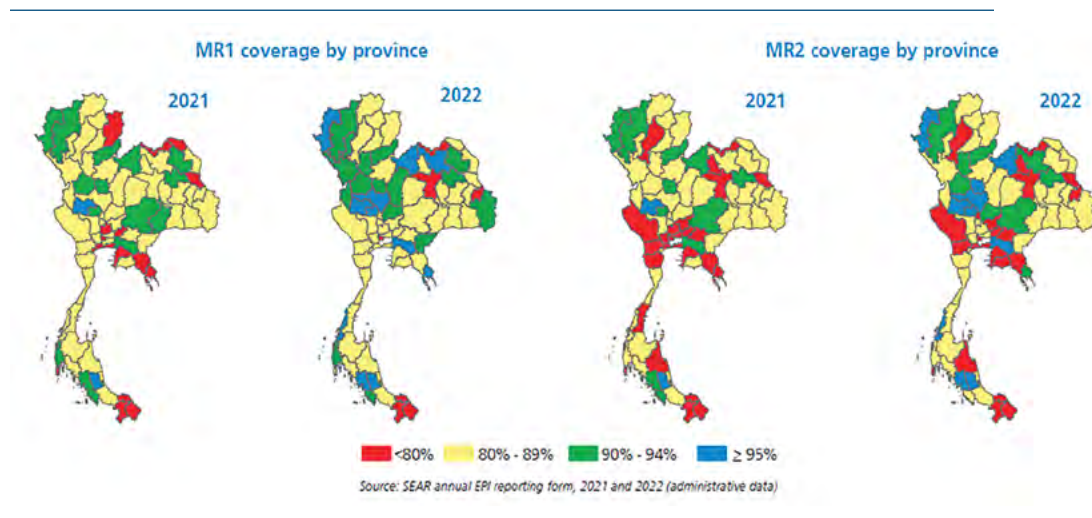 MR1 coverage by province
MR2 coverage by province
2021
2022
2021
2022
<80%
80% - 89%
90% - 94%
≥ 95%
Source: SEAR annual EPI reporting form, 2021 and 2022 (administrative data)